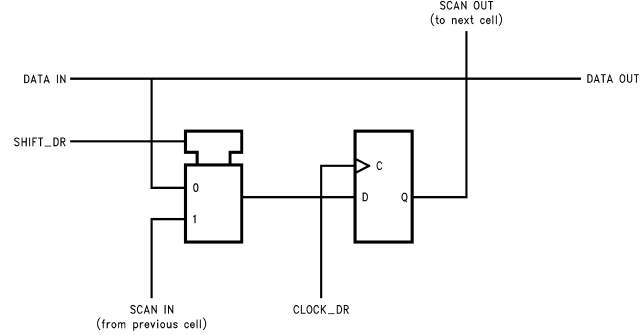 SCAN OUT
(to next cell)
DATA IN
DATA OUT
SHIFT_DR
C
0
D
Q
1
SCAN IN
(from previous cell)
CLOCK_DR